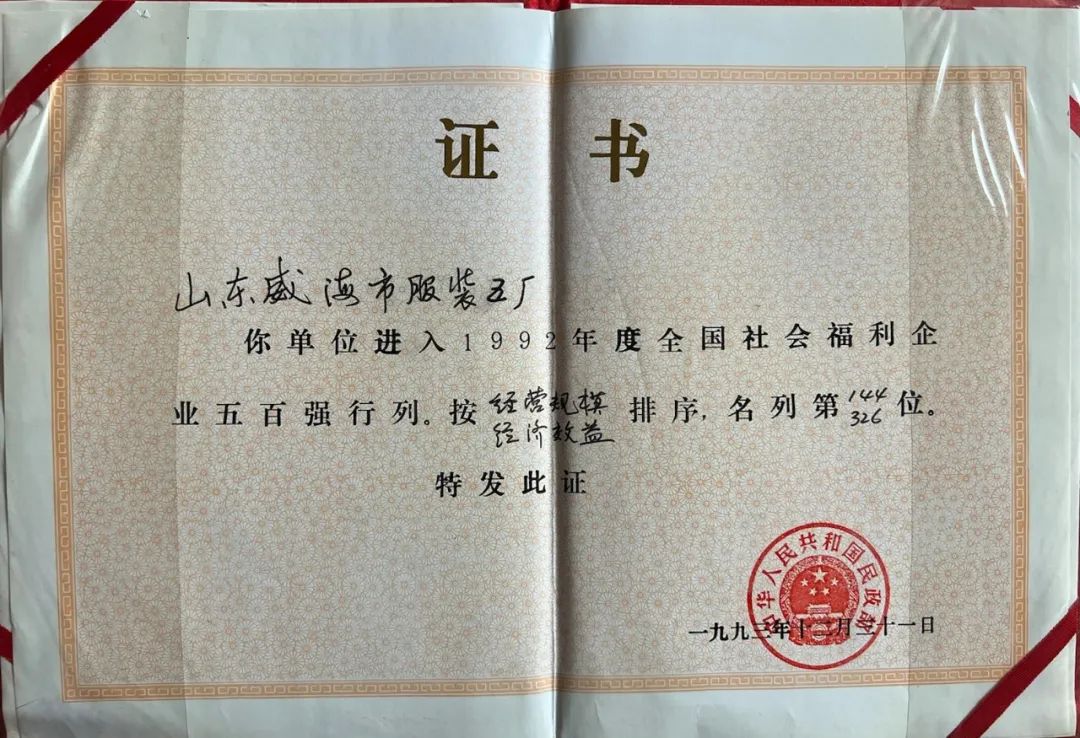 证书
山东威海市服装五厂
你单位进入1992年度全国社会福利企
业五百强行列。按经营规模 排序,名列第144位。
经济效益 326
特发此证
中华人民共和国民政部
一九九三年十二月二十一日